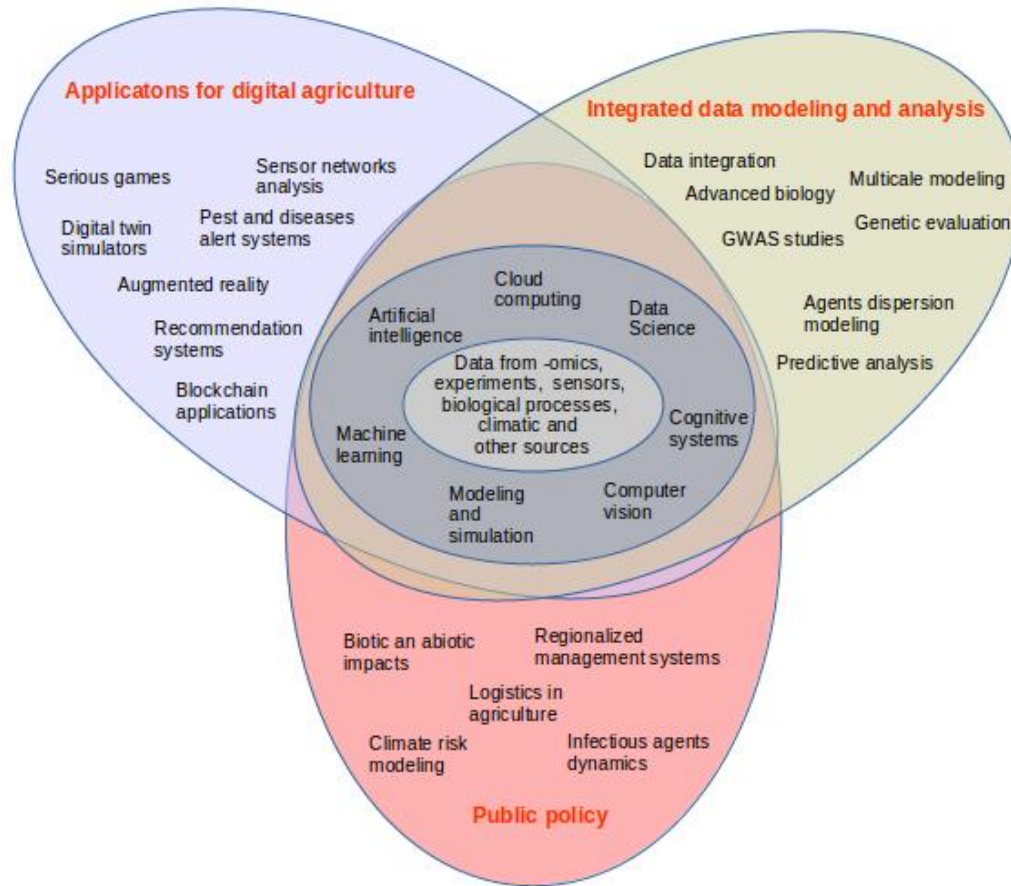 Applicatons for digital agriculture
Serious games
Sensor networks
analysis
Digital twin
simulators
Pest and diseases
alert systems
Augmented reality
Recommendation
systems
Blockchain
applications
Integrated data modeling and analysis
Data integration
Multicale modeling
Advanced biology
Genetic evaluation
GWAS studies
Agents dispersion
modeling
Predictive analysis
Cloud
computing
Artificial
intelligence
Data
Science
Data from -omics,
experiments, sensors,
biological processes,
climatic and
other sources
Machine
learning
Cognitive
systems
Modeling
and
simulation
Computer
vision
Biotic an abiotic
impacts
Regionalized
management systems
Logistics in
agriculture
Climate risk
modeling
Infectious agents
dynamics
Public policy